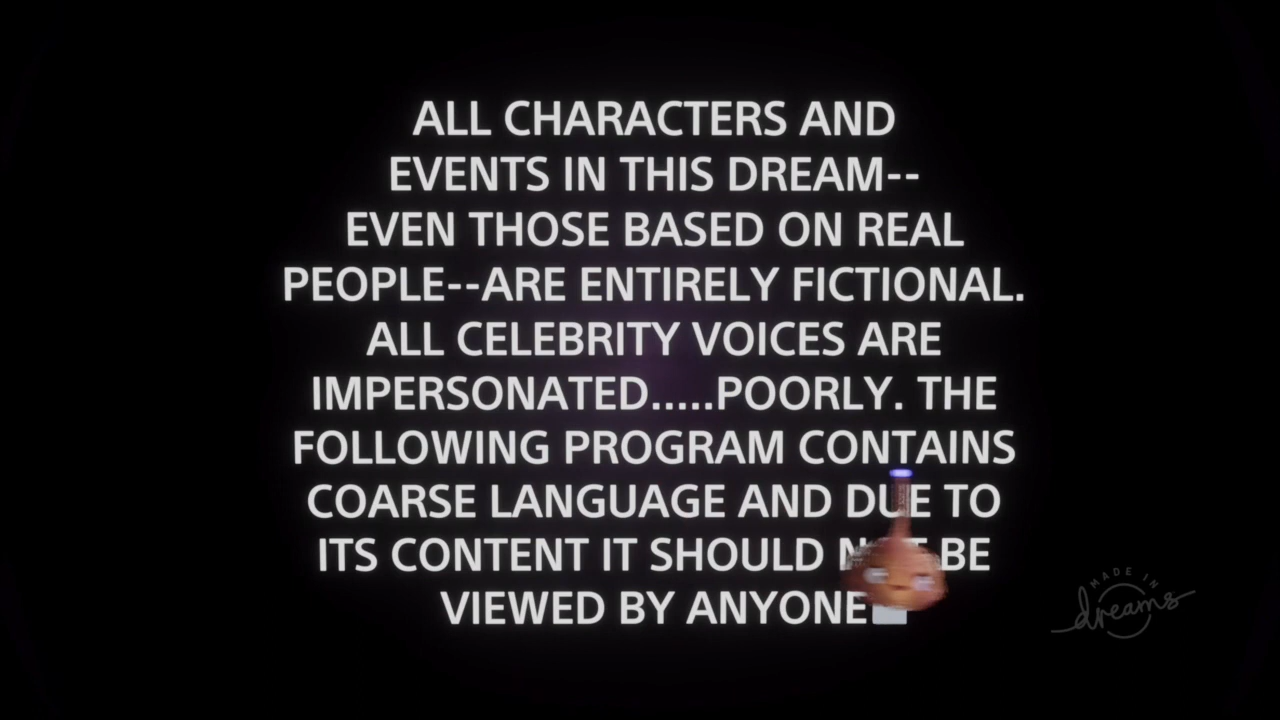 ALL CHARACTERS AND
EVENTS IN THIS DREAM--
EVEN THOSE BASED ON REAL
PEOPLE--ARE ENTIRELY FICTIONAL.
ALL CELEBRITY VOICES ARE
IMPERSONATED.....POORLY. THE
FOLLOWING PROGRAM CONTAINS
COARSE LANGUAGE AND DUE TO
ITS CONTENT IT SHOULD NOT BE
VIEWED BY ANYONE
MADE IN
dreams